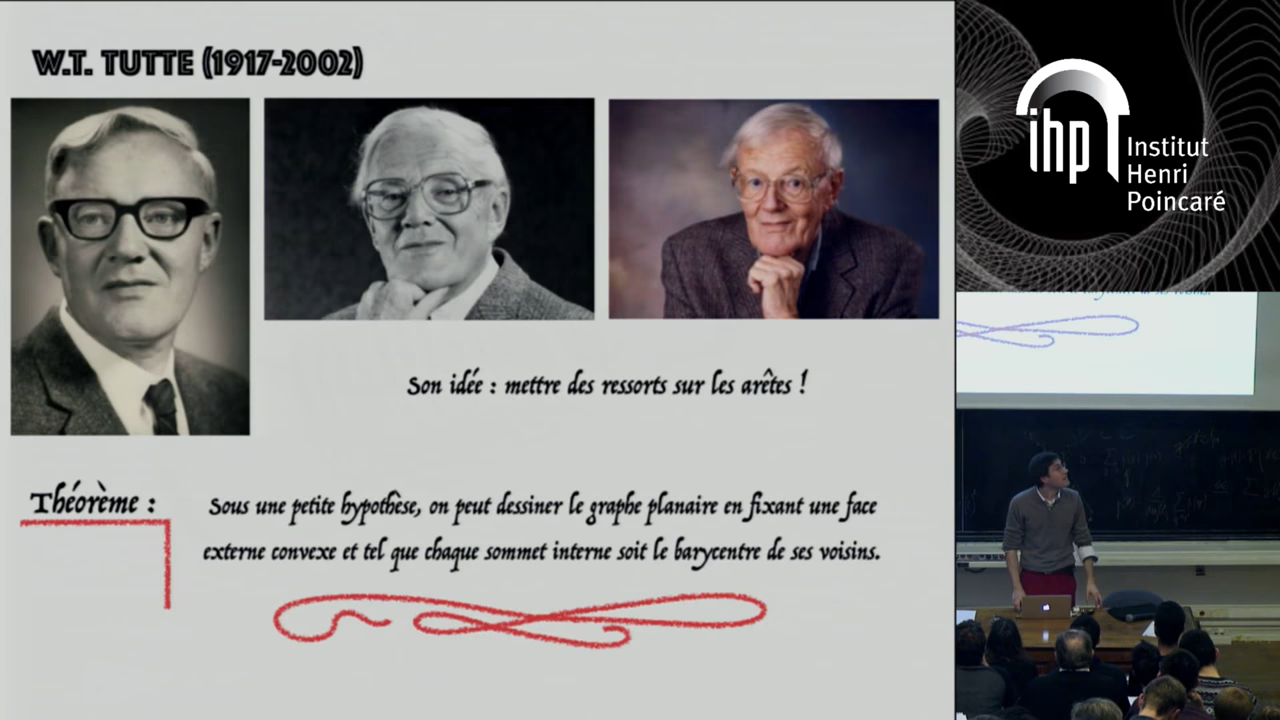 W.T. TUTTE (1917-2002)
Son idée : mettre des ressorts sur les arêtes !
Théorème :
Sous une petite hypothèse, on peut dessiner le graphe planaire en fixant une face
externe convexe et tel que chaque sommet interne soit le barycentre de ses voisins.
ihp
Institut
Henri
Poincaré